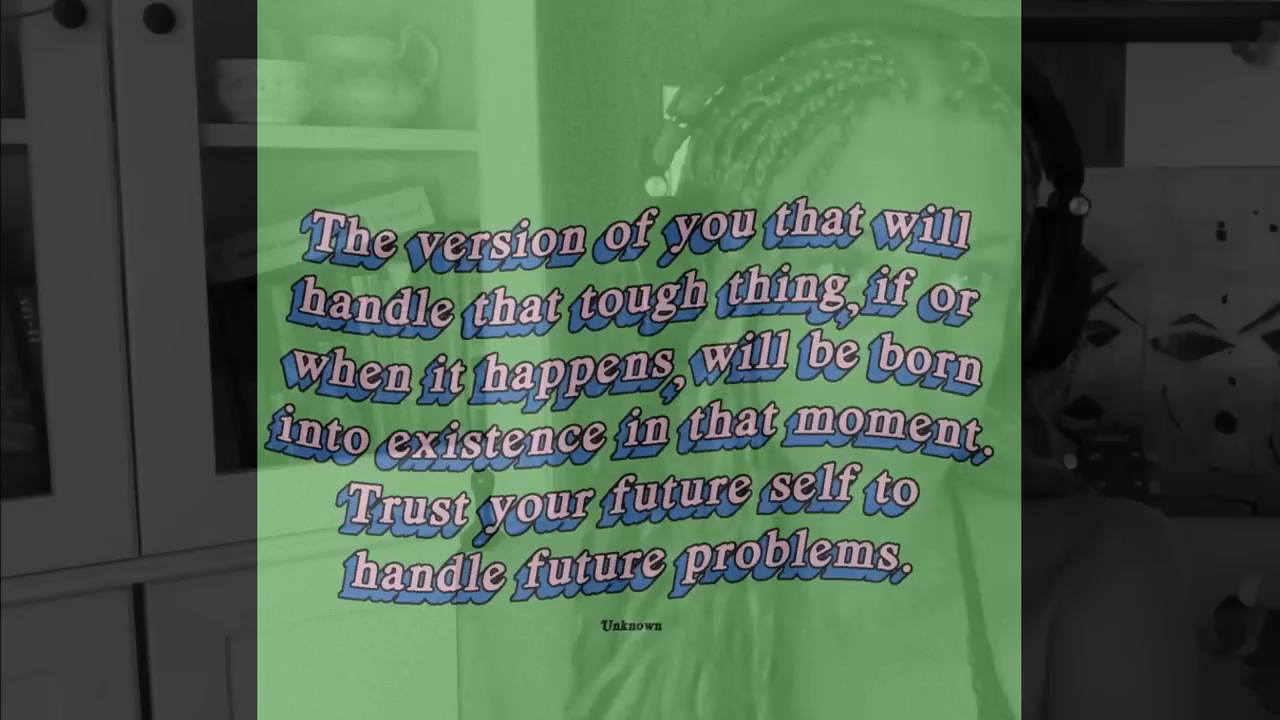 The version of you that will
handle that tough thing, if or
when it happens, will be born
into existence in that moment.
Trust your future self to
handle future problems.
Unknown